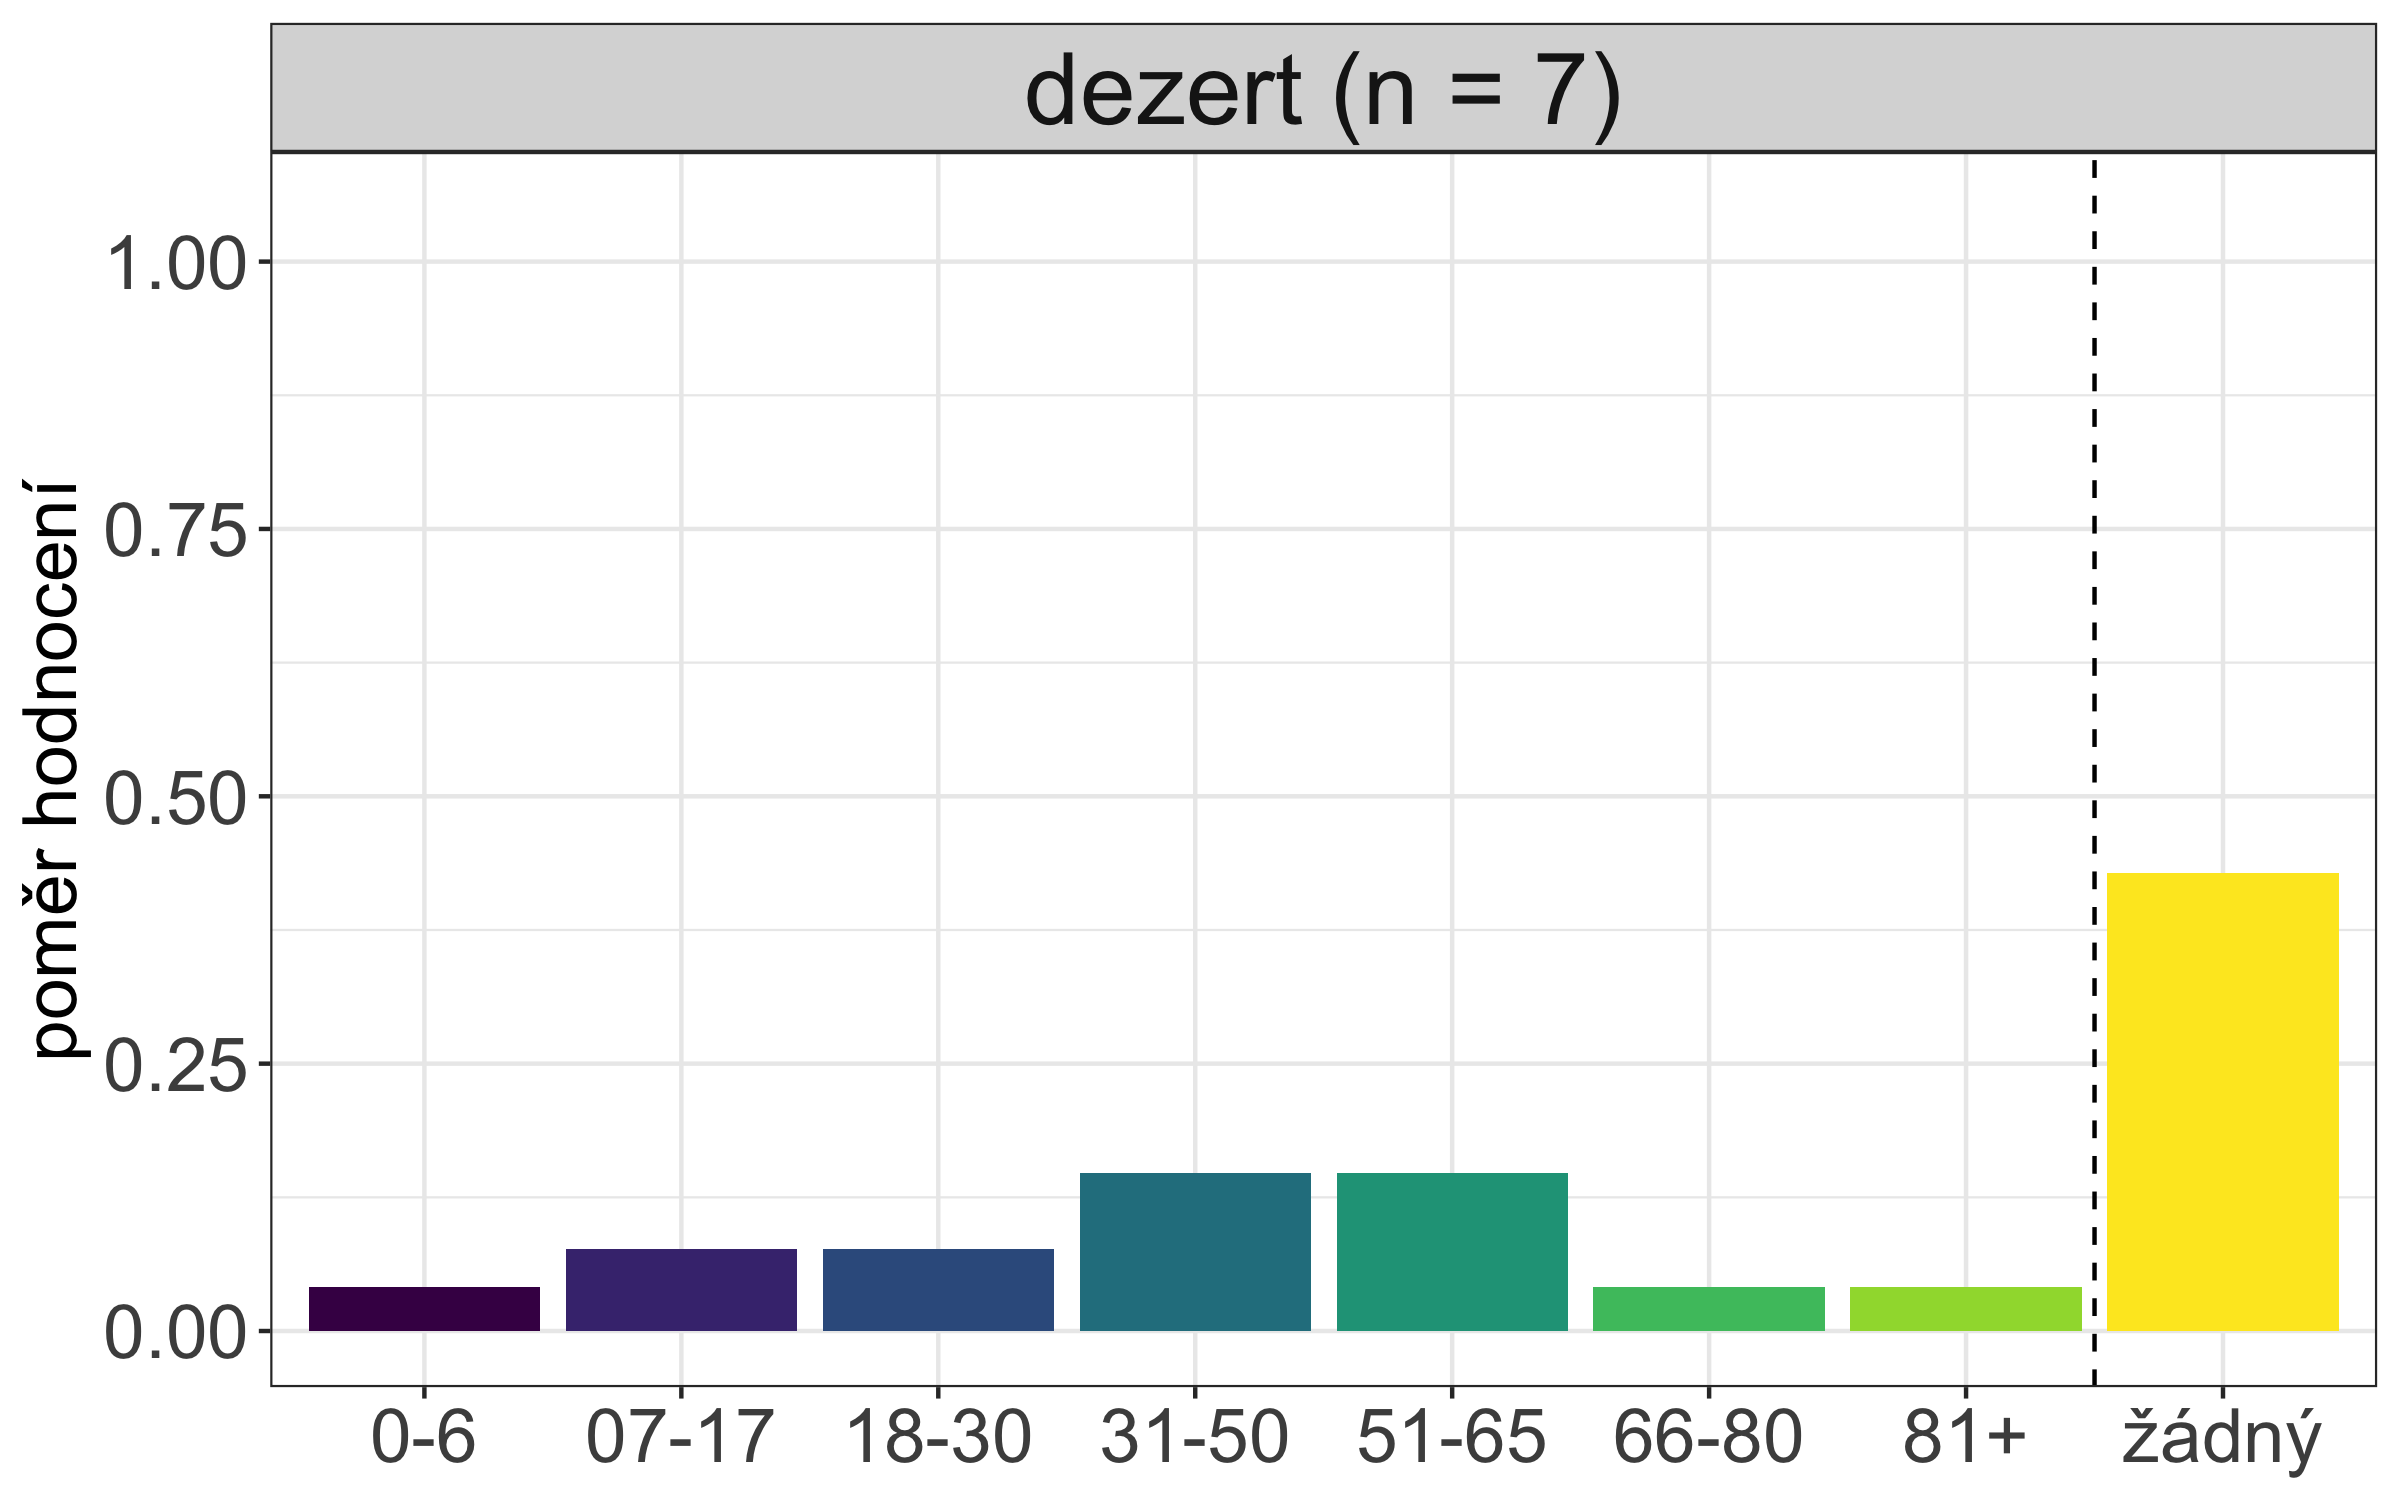 dezert (n = 7)
poměr hodnocení
1.00
0.75
0.50
0.25
0.00
0-6 07-17 18-30 31-50 51-65 66-80 81+ žádný